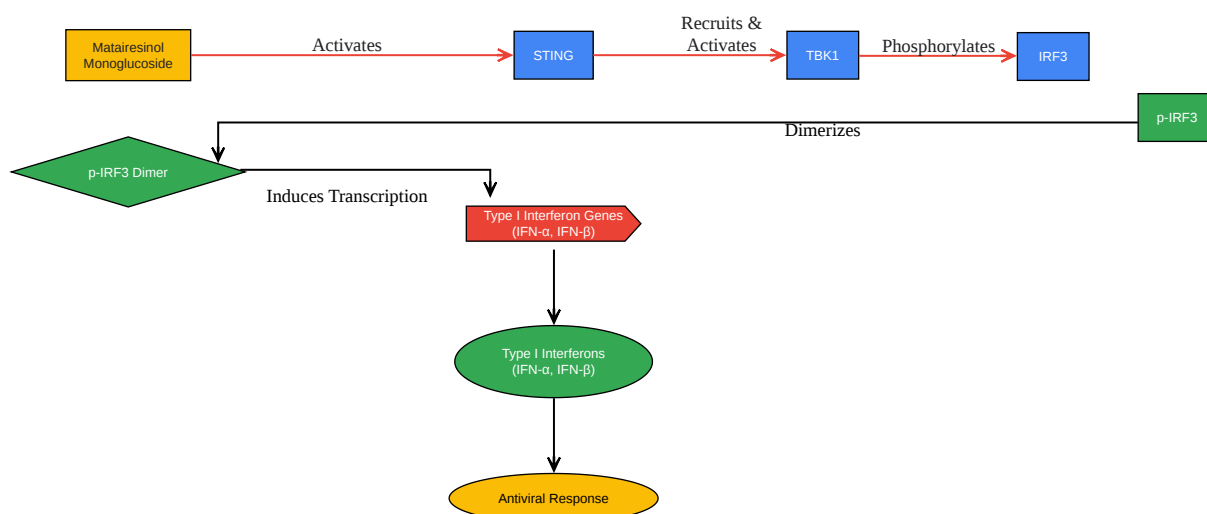 Matairesinol
Monoglucoside
Activates
STING
Recruits &
Activates
TBK1
Phosphorylates
IRF3
p-IRF3
Dimerizes
p-IRF3 Dimer
Induces Transcription
Type I Interferon Genes
(IFN-α, IFN-β)
Type I Interferons
(IFN-α, IFN-β)
Antiviral Response